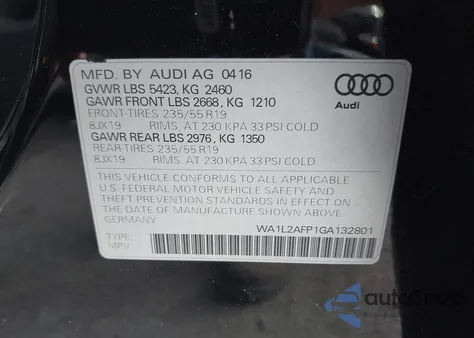 MFD. BY AUDI AG 04 16
GVWR LBS 5423, KG 2460
GAWR FRONT LBS 2668, KG 1210
FRONT-TIRES 235/55 R19
8JX19 RIMS, AT 230 KPA 33 PSI COLD
GAWR REAR LBS 2976, KG 1350
REAR-TIRES 235/55 R19
8JX19 RIMS, AT 230 KPA 33 PSI COLD
THIS VEHICLE CONFORMS TO ALL APPLICABLE
U.S. FEDERAL MOTOR VEHICLE SAFETY AND
THEFT PREVENTION STANDARDS IN EFFECT ON
THE DATE OF MANUFACTURE SHOWN ABOVE
GERMANY
WA1L2AFP1GA132801
TYPE
MPV
Audi
autoSnap